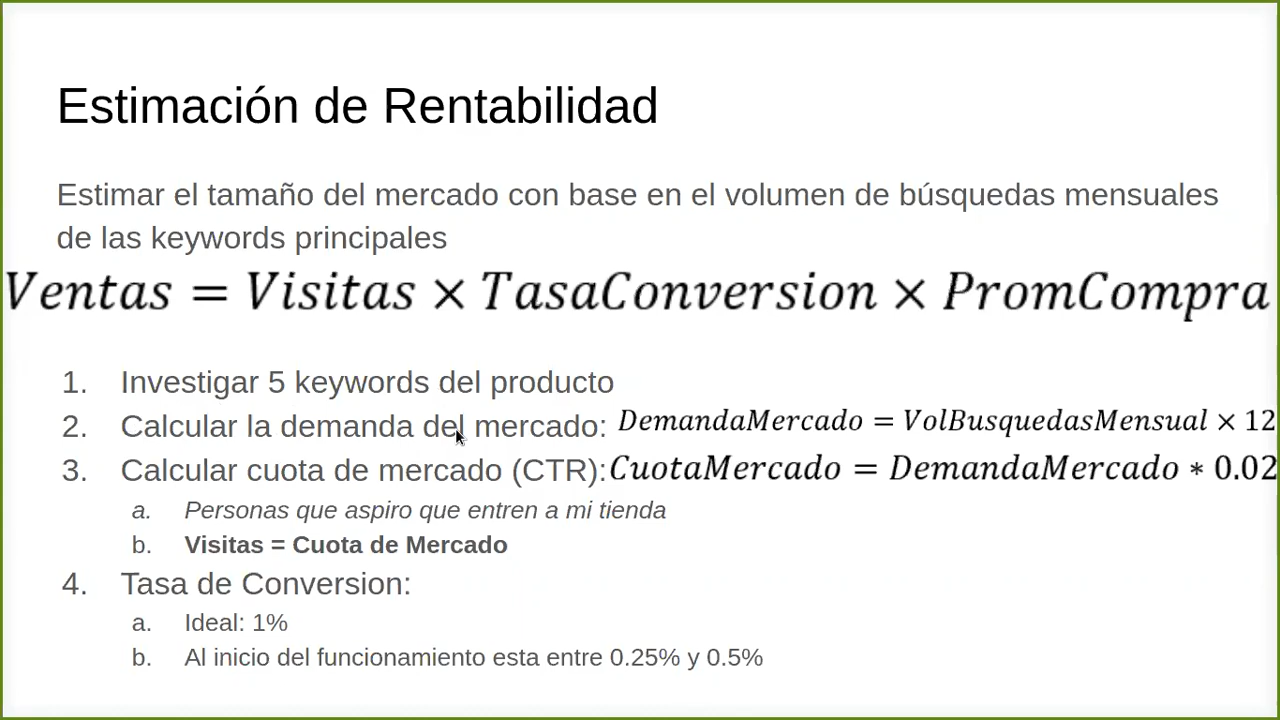 Estimación de Rentabilidad
Estimar el tamaño del mercado con base en el volumen de búsquedas mensuales
de las keywords principales
Ventas = Visitas × TasaConversion × PromCompra
1. Investigar 5 keywords del producto
2. Calcular la demanda del mercado: DemandaMercado = VolBusquedasMensual × 12
3. Calcular cuota de mercado (CTR): CuotaMercado = DemandaMercado * 0.02
a. Personas que aspiro que entren a mi tienda
b. Visitas = Cuota de Mercado
4. Tasa de Conversion:
a. Ideal: 1%
b. Al inicio del funcionamiento esta entre 0.25% y 0.5%